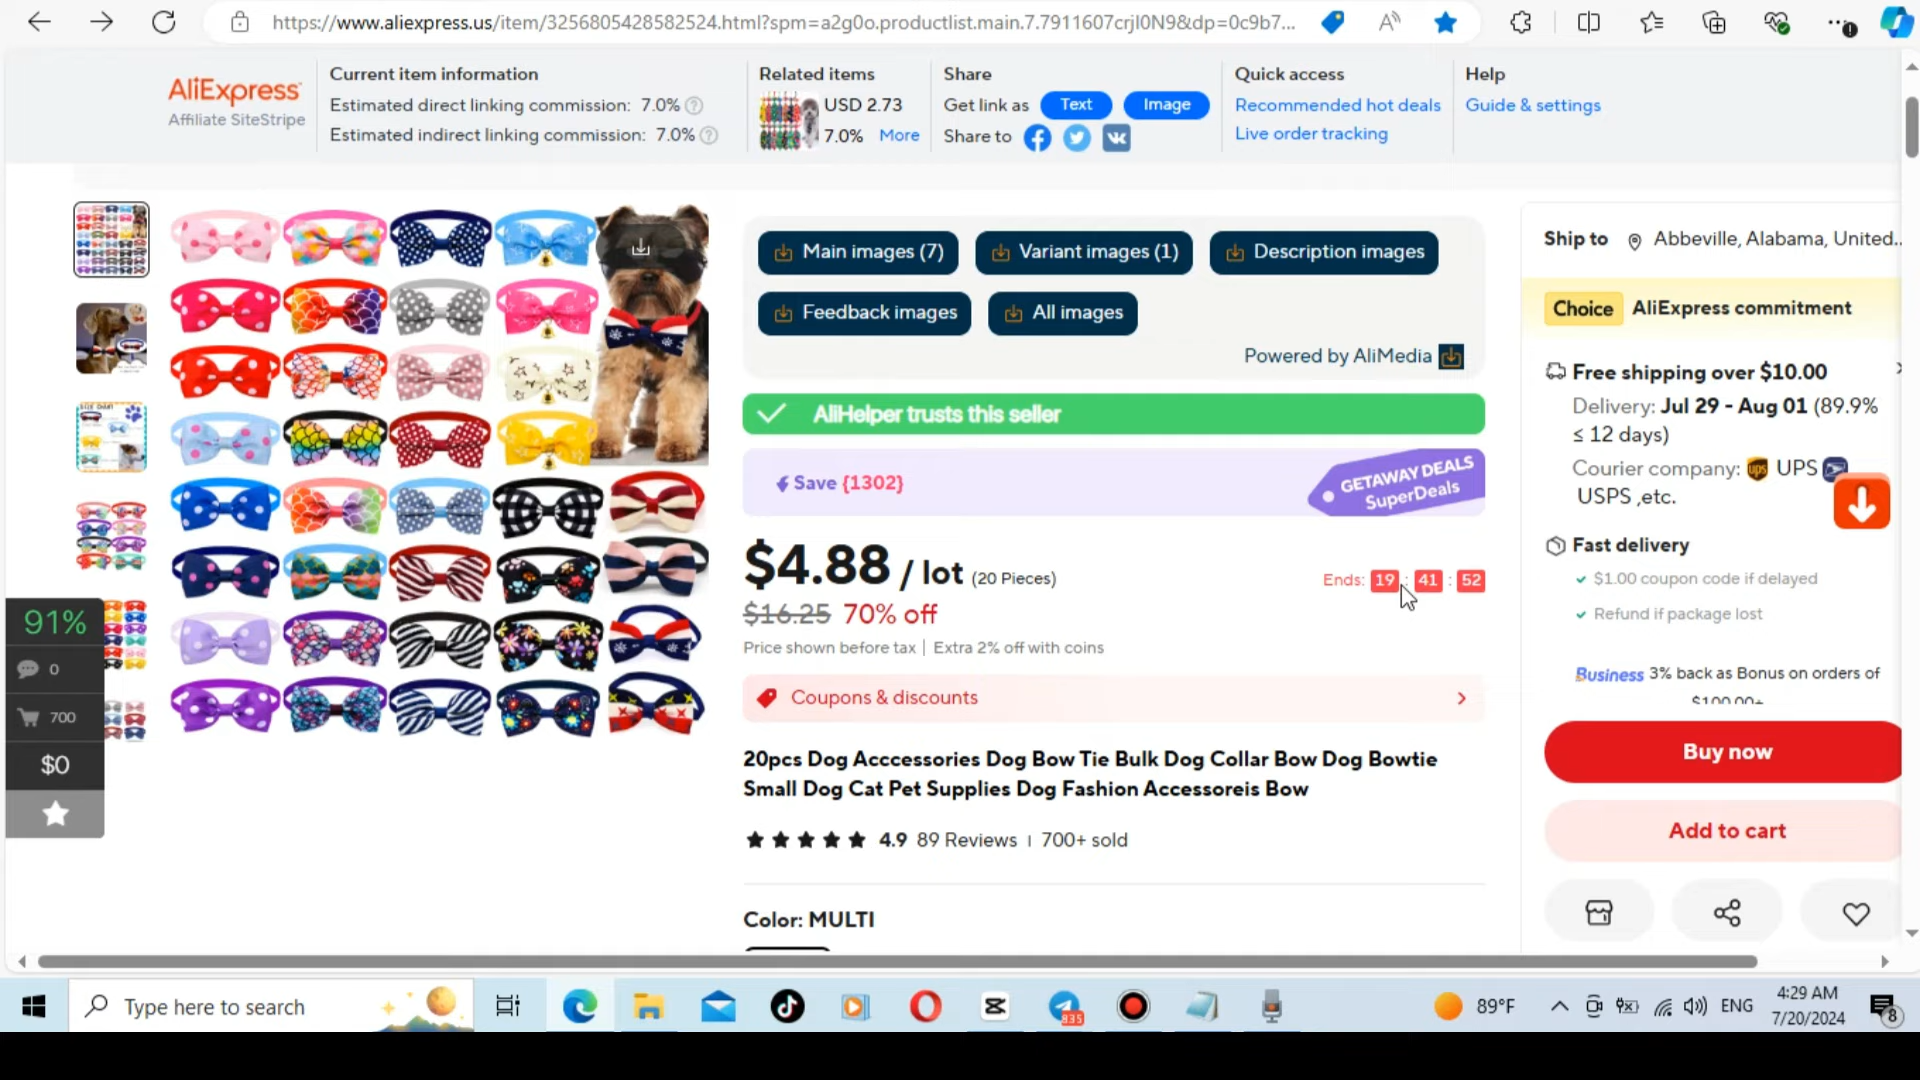 https://www.aliexpress.us/item/3256805428582524.html?spm=a2g0o.productlist.main.7.7911607crjl0N9&dp=0c9b7...
AliExpress
Affiliate SiteStripe
Current item information
Estimated direct linking commission: 7.0%
Estimated indirect linking commission: 7.0%
Related items
USD 2.73
7.0% More
Share
Get link as Text Image
Share to
Quick access
Recommended hot deals
Live order tracking
Help
Guide & settings
Main images (7)
Variant images (1)
Description images
Feedback images
All images
Powered by AliMedia
AliHelper trusts this seller
Save {1302}
GETAWAY DEALS
SuperDeals
$4.88 / lot (20 Pieces)
Ends: 19 : 41 : 52
$16.25 70% off
Price shown before tax | Extra 2% off with coins
Coupons & discounts
20pcs Dog Acccessories Dog Bow Tie Bulk Dog Collar Bow Dog Bowtie
Small Dog Cat Pet Supplies Dog Fashion Accessoreis Bow
4.9 89 Reviews | 700+ sold
Color: MULTI
91%
0
700
$0
Ship to Abbeville, Alabama, United..
Choice AliExpress commitment
Free shipping over $10.00
Delivery: Jul 29 - Aug 01 (89.9%
≤ 12 days)
Courier company: UPS
USPS ,etc.
Fast delivery
$1.00 coupon code if delayed
Refund if package lost
Business 3% back as Bonus on orders of
$100.00+
Buy now
Add to cart
Type here to search
835
89°F
ENG
4:29 AM
7/20/2024
8